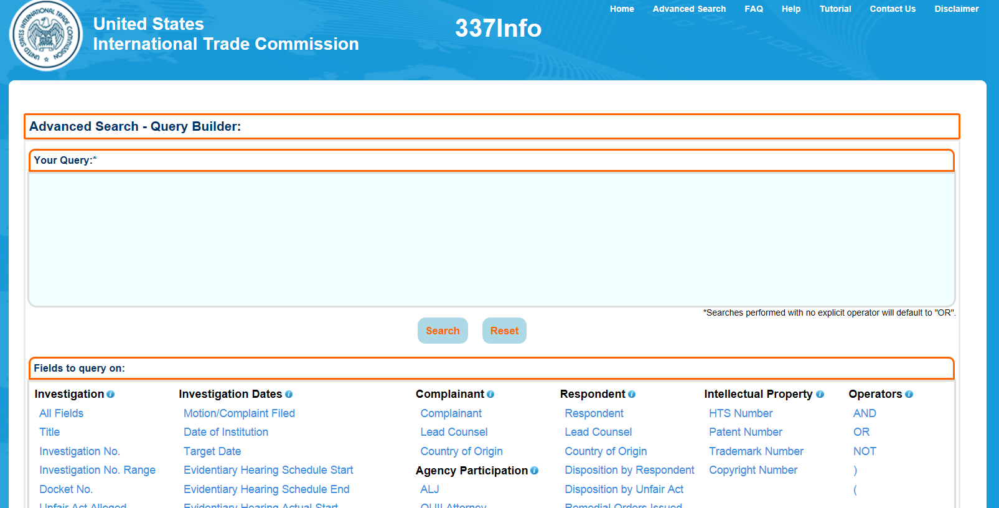 Home Advanced Search FAQ Help Tutorial Contact Us Disclaimer
UNITED STATES INTERNATIONAL TRADE COMMISSION
United States
International Trade Commission
337Info
Advanced Search - Query Builder:
Your Query:*
*Searches performed with no explicit operator will default to "OR".
Search Reset
Fields to query on:
Investigation
All Fields
Title
Investigation No.
Investigation No. Range
Docket No.
Unfair Act Alleged
Investigation Dates
Motion/Complaint Filed
Date of Institution
Target Date
Evidentiary Hearing Schedule Start
Evidentiary Hearing Schedule End
Evidentiary Hearing Actual Start
Complainant
Complainant
Lead Counsel
Country of Origin
Agency Participation
ALJ
OUII Attorney
Respondent
Respondent
Lead Counsel
Country of Origin
Disposition by Respondent
Disposition by Unfair Act
Remedial Orders Issued
Intellectual Property
HTS Number
Patent Number
Trademark Number
Copyright Number
Operators
AND
OR
NOT
)
(